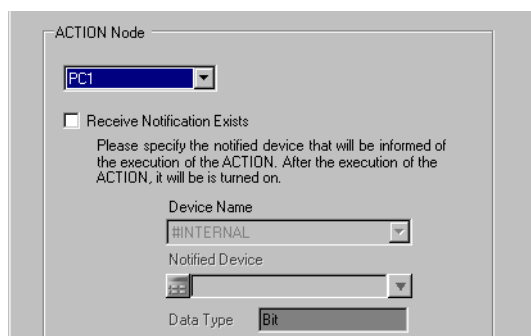 ACTION Node
PC1
Receive Notification Exists
Please specify the notified device that will be informed of
the execution of the ACTION. After the execution of the
ACTION, it will be is turned on.
Device Name
#INTERNAL
Notified Device
Data Type Bit